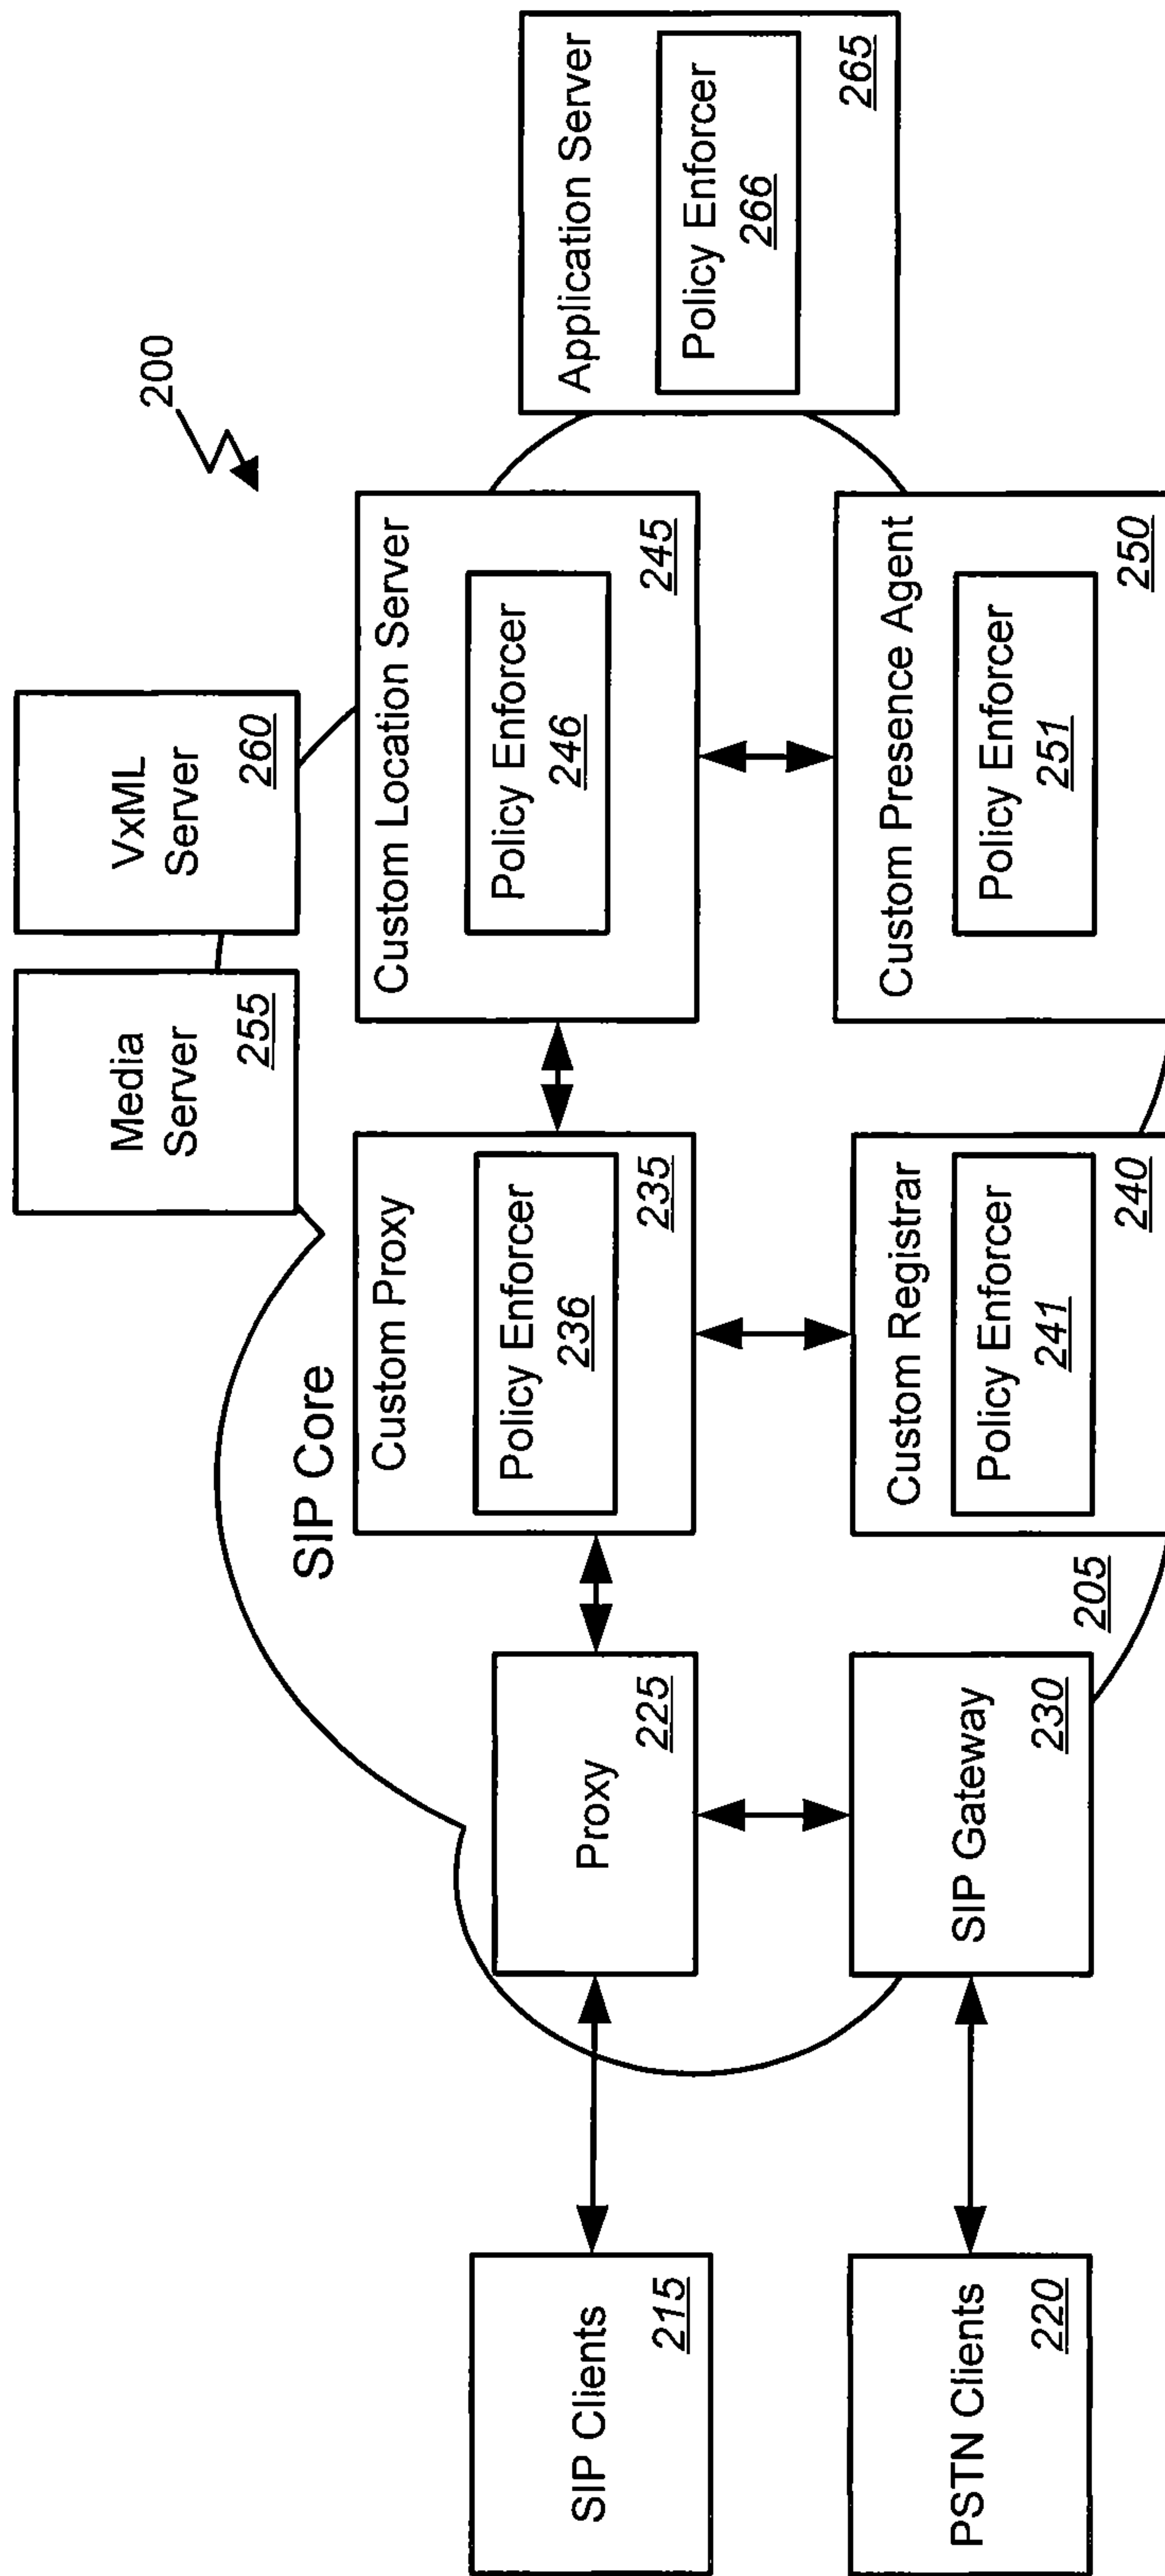 200
Media
Server
255
VxML
Server
260
SIP Core
205
SIP Clients
215
PSTN Clients
220
Proxy
225
SIP Gateway
230
Custom Proxy
Policy Enforcer
236
235
Custom Registrar
Policy Enforcer
241
240
Custom Location Server
Policy Enforcer
246
245
Custom Presence Agent
Policy Enforcer
251
250
Application Server
Policy Enforcer
266
265